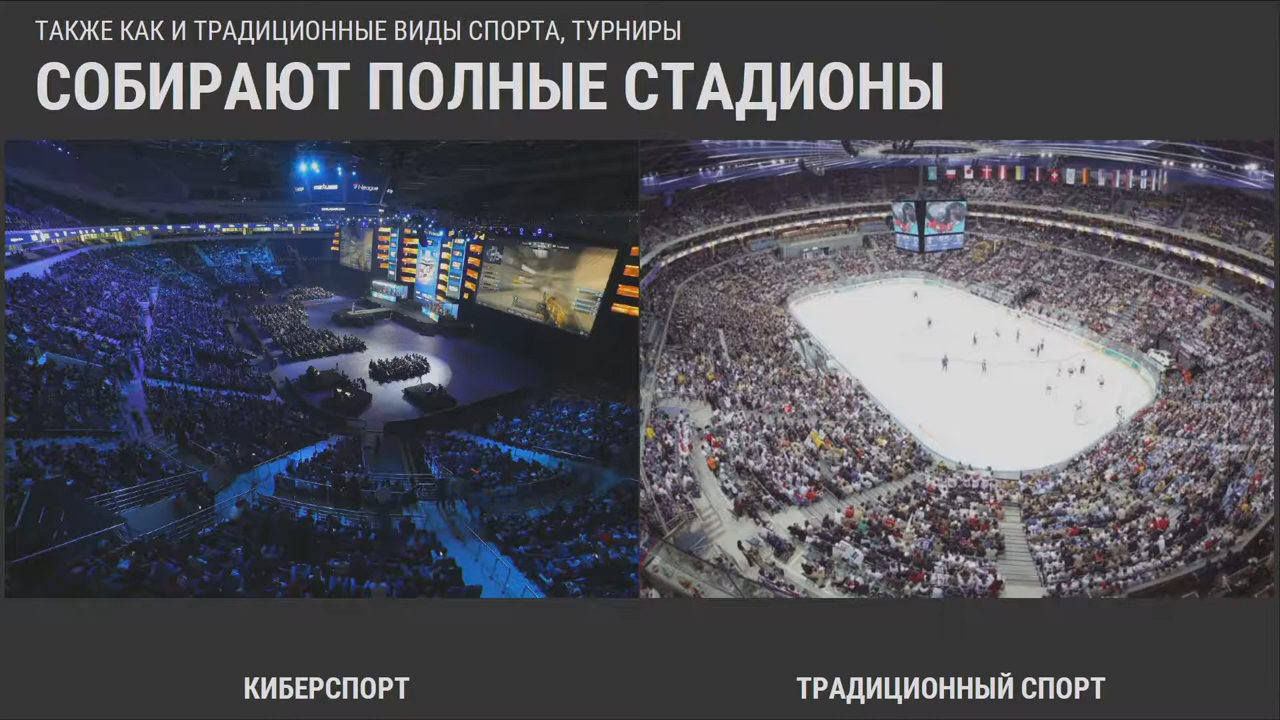 ТАКЖЕ КАК И ТРАДИЦИОННЫЕ ВИДЫ СПОРТА, ТУРНИРЫ
СОБИРАЮТ ПОЛНЫЕ СТАДИОНЫ
КИБЕРСПОРТ
ТРАДИЦИОННЫЙ СПОРТ